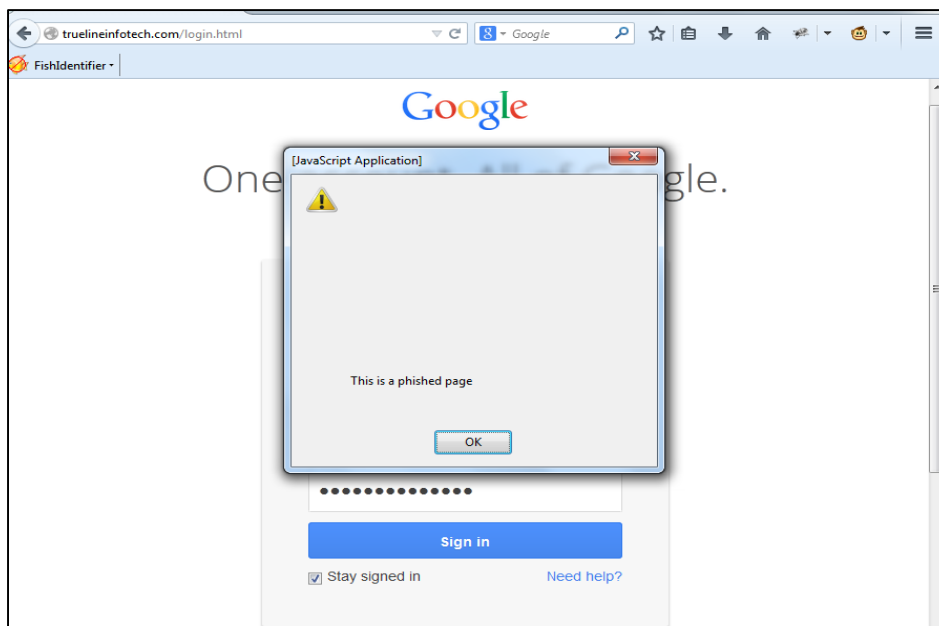 truelineinfotech.com/login.html
8 Google
FishIdentifier
Google
[JavaScript Application]
One gle.
This is a phished page
OK
Sign in
Stay signed in
Need help?